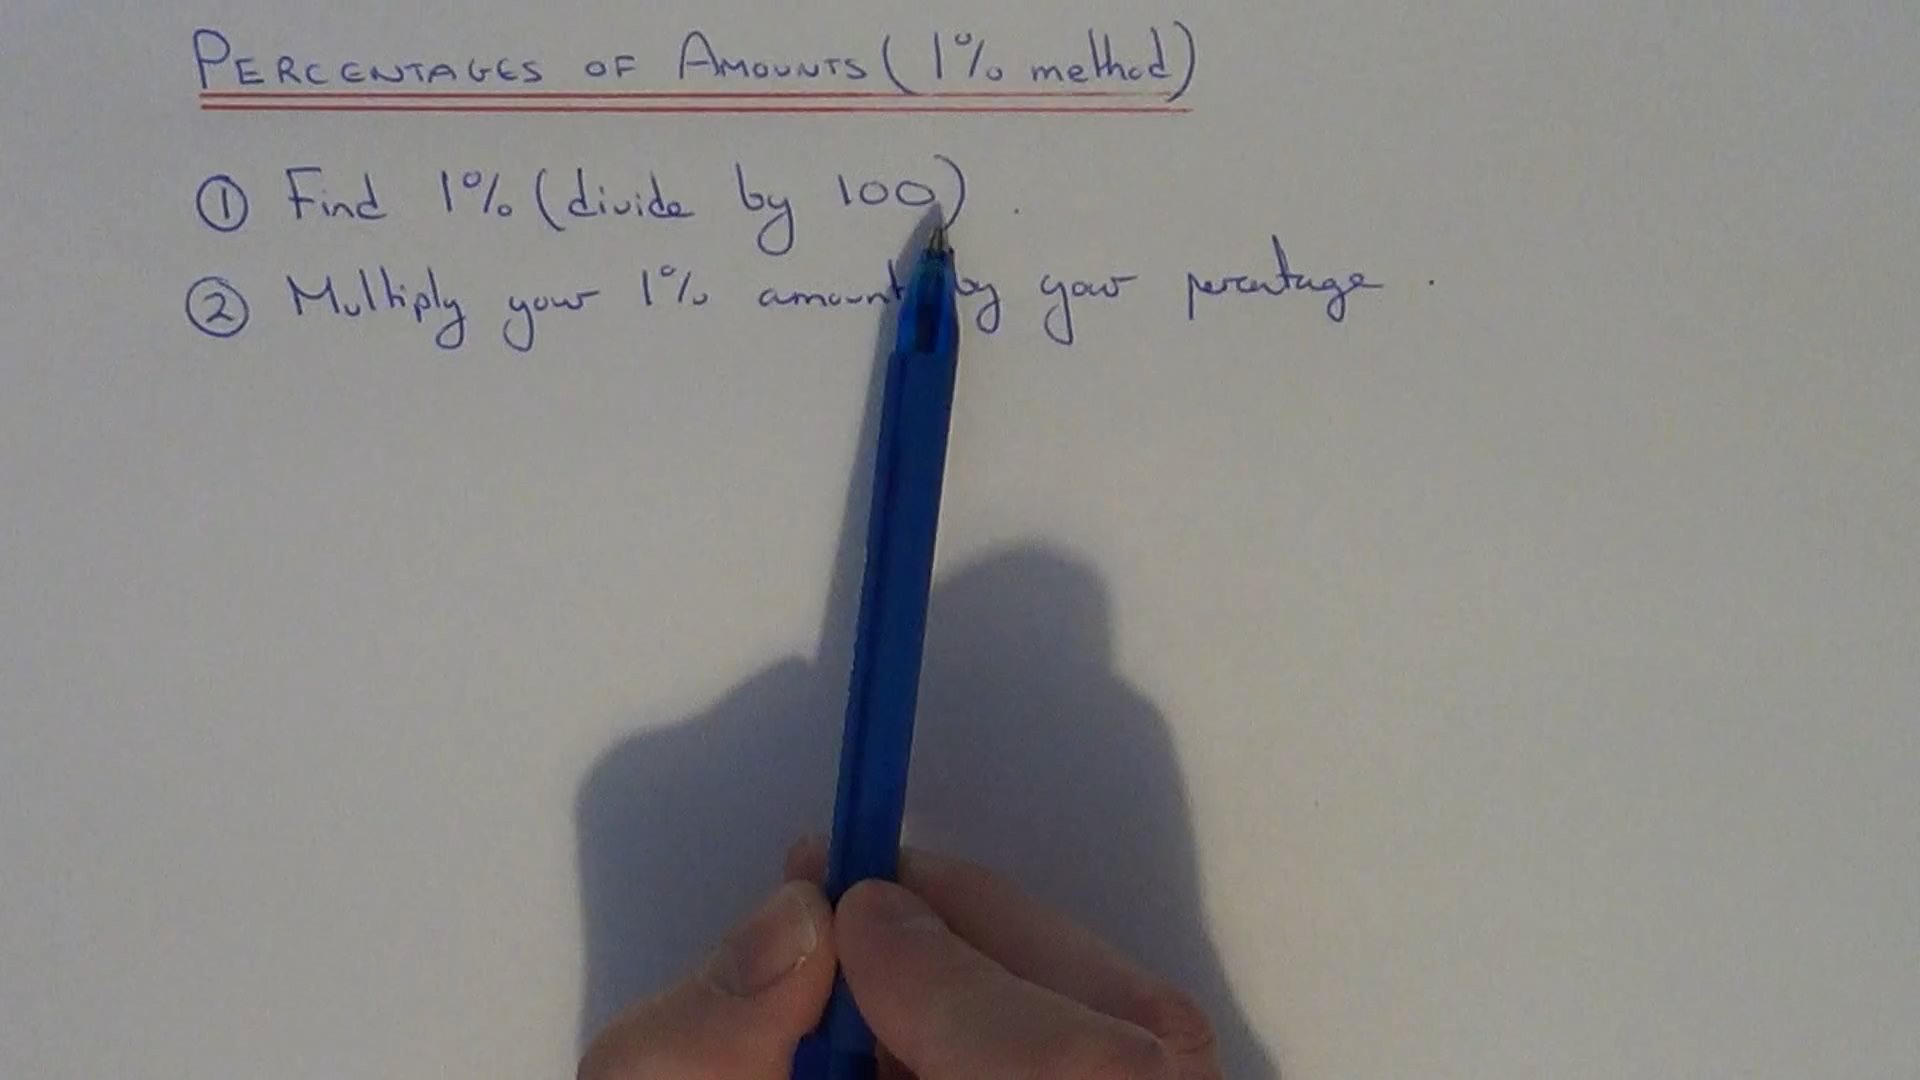 PERCENTAGES OF AMOUNTS (1% method)
① Find 1% (divide by 100).
② Multiply your 1% amount by your percentage.